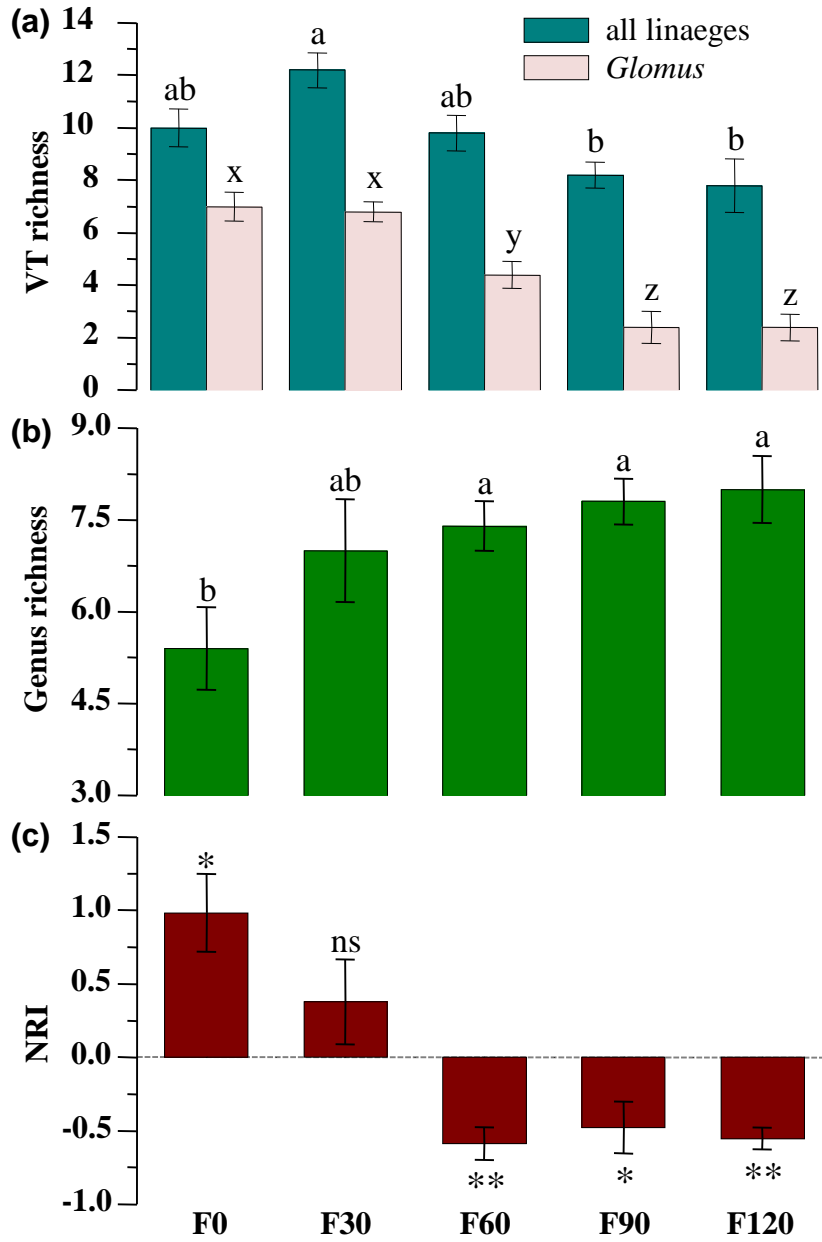 (a)
14
12
10
8
6
4
2
0
VT richness
all linaeges
Glomus
ab
x
a
x
ab
y
b
z
b
z
(b)
9.0
7.5
6.0
4.5
3.0
Genus richness
b
ab
a
a
a
(c)
1.5
1.0
0.5
0.0
-0.5
-1.0
NRI
*
ns
**
*
**
F0 F30 F60 F90 F120